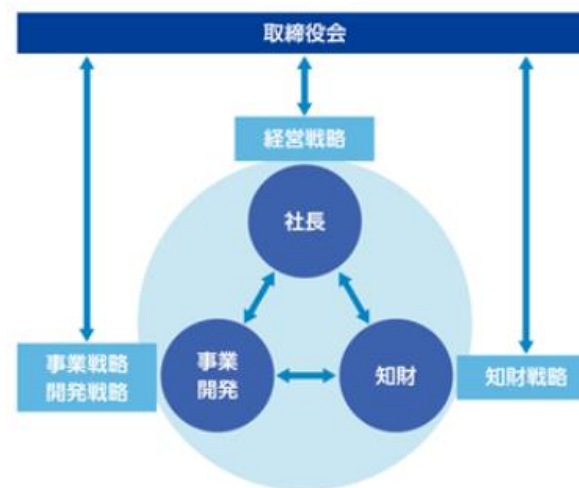 取締役会
経営戦略
社長
事業戦略
開発戦略
事業
開発
知財
知財戦略